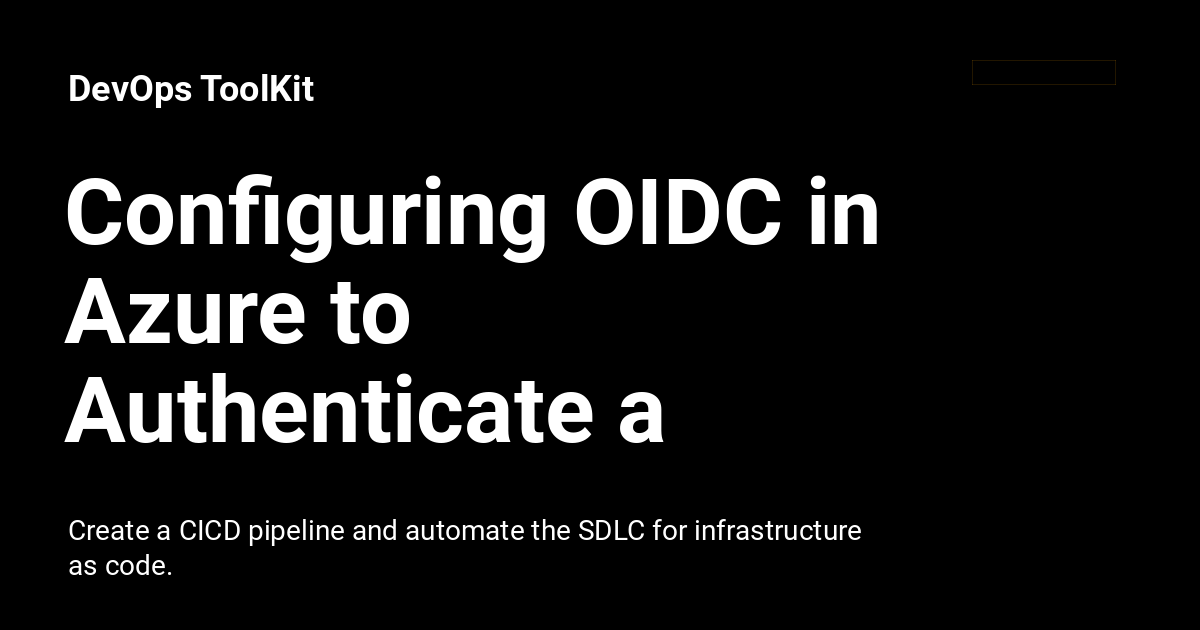 DevOps ToolKit
Configuring OIDC in
Azure to
Authenticate a
Create a CICD pipeline and automate the SDLC for infrastructure
as code.